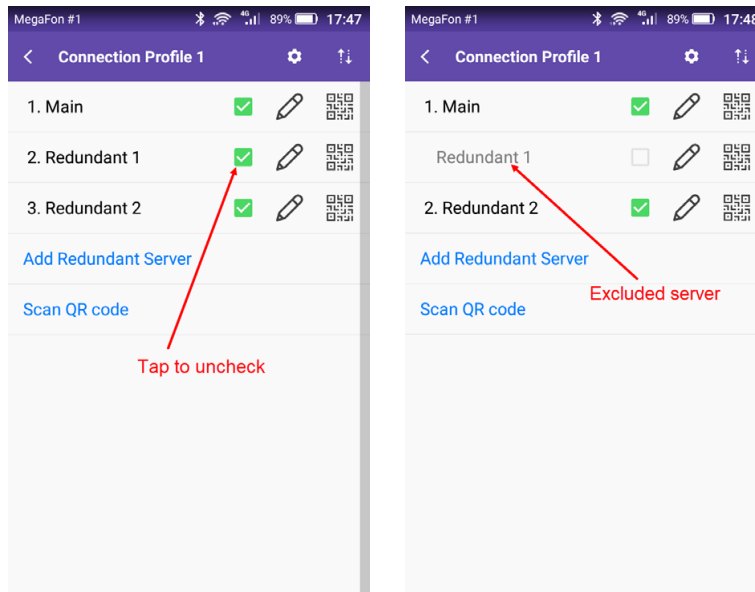 MegaFon #1 4G 89% 17:47
Connection Profile 1
1. Main
2. Redundant 1
3. Redundant 2
Add Redundant Server
Scan QR code
Tap to uncheck
MegaFon #1 4G 89% 17:48
Connection Profile 1
1. Main
Redundant 1
2. Redundant 2
Add Redundant Server
Excluded server
Scan QR code